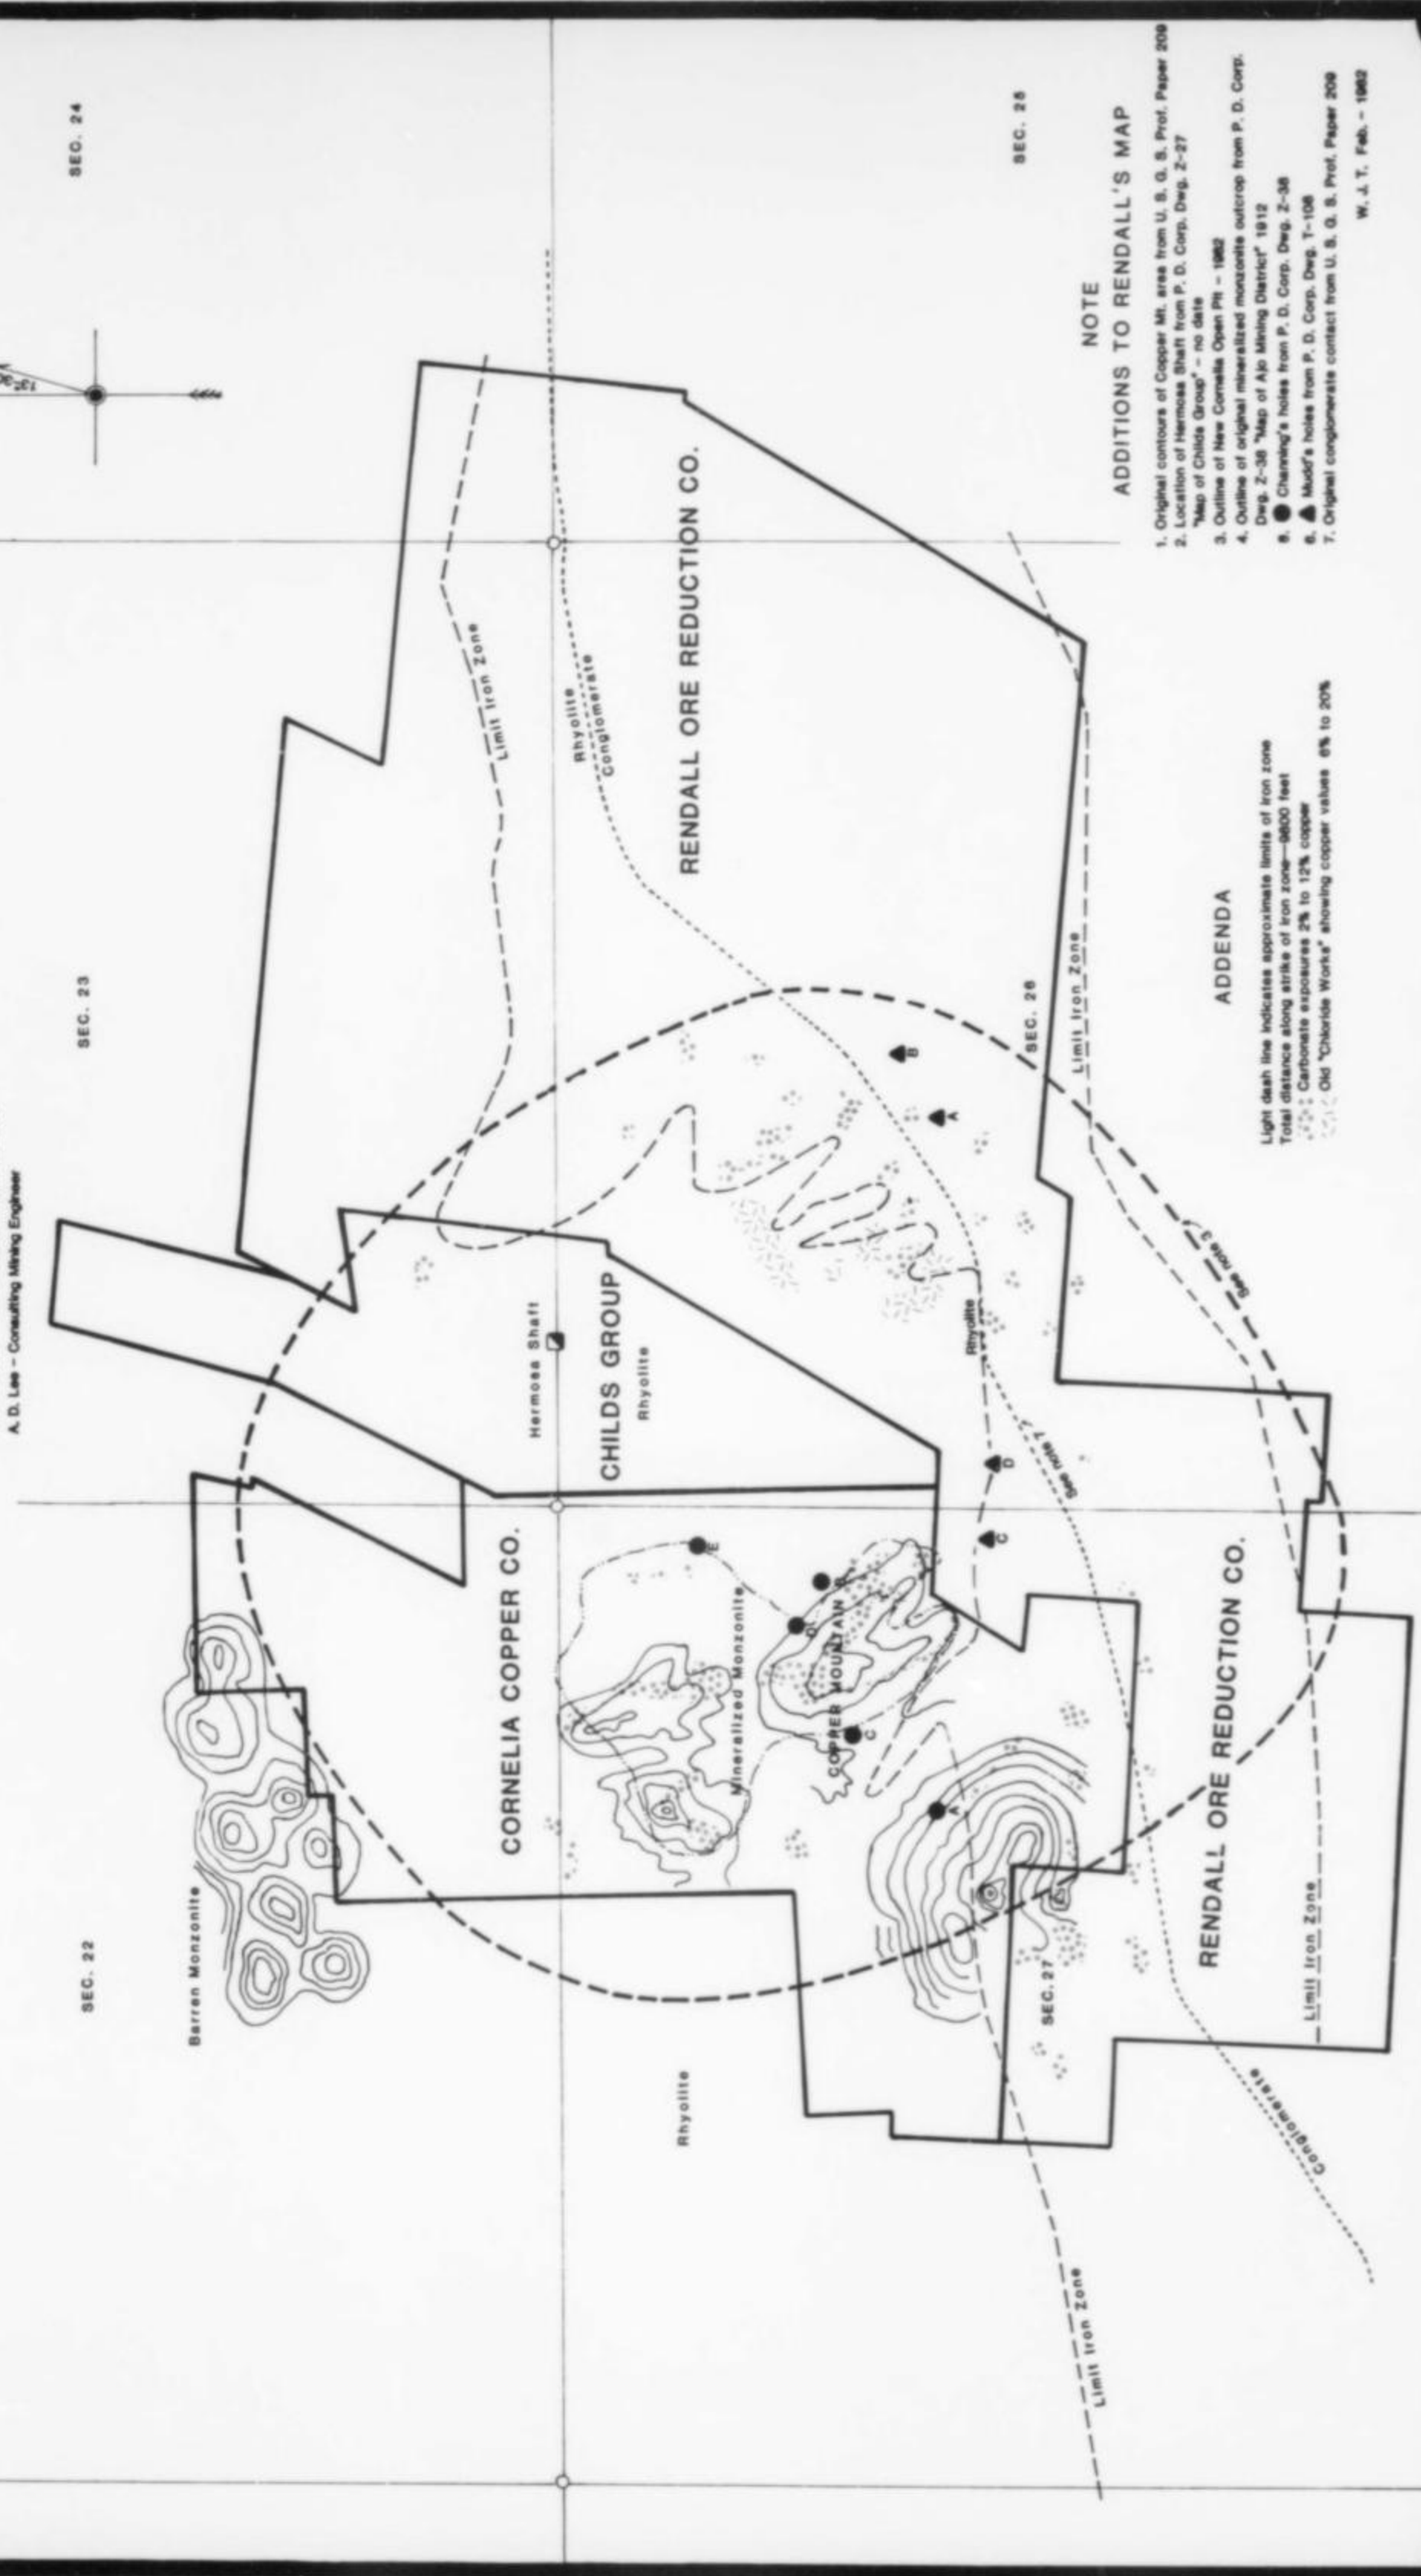 A. D. Lee - Consulting Mining Engineer
SEC. 22
SEC. 23
SEC. 24
Barren Monzonite
Limit Iron Zone
CORNELIA COPPER CO.
Hermosa Shaft
CHILDS GROUP
Rhyolite
Rhyolite
Conglomerate
RENDALL ORE REDUCTION CO.
Rhyolite
Mineralized Monzonite
E
B
D
COPPER MOUNTAIN
C
A
B
A
Rhyolite
D
C
See note 7
SEC. 27
SEC. 26
SEC. 25
Limit Iron Zone
Limit Iron Zone
See note 3
RENDALL ORE REDUCTION CO.
Limit Iron Zone
Conglomerate
NOTE
ADDITIONS TO RENDALL'S MAP
1. Original contours of Copper Mt. area from U. S. G. S. Prof. Paper 209
2. Location of Hermosa Shaft from P. D. Corp. Dwg. Z-27
"Map of Childs Group" - no date
3. Outline of New Cornelia Open Pit - 1982
4. Outline of original mineralized monzonite outcrop from P. D. Corp.
Dwg. Z-38 "Map of Ajo Mining District" 1912
5. Channing's holes from P. D. Corp. Dwg. Z-38
6. Mudd's holes from P. D. Corp. Dwg. T-108
7. Original conglomerate contact from U. S. G. S. Prof. Paper 209
W. J. T. Feb. - 1982
ADDENDA
Light dash line indicates approximate limits of iron zone
Total distance along strike of iron zone—9800 feet
Carbonate exposures 2% to 12% copper
Old "Chloride Works" showing copper values 6% to 20%